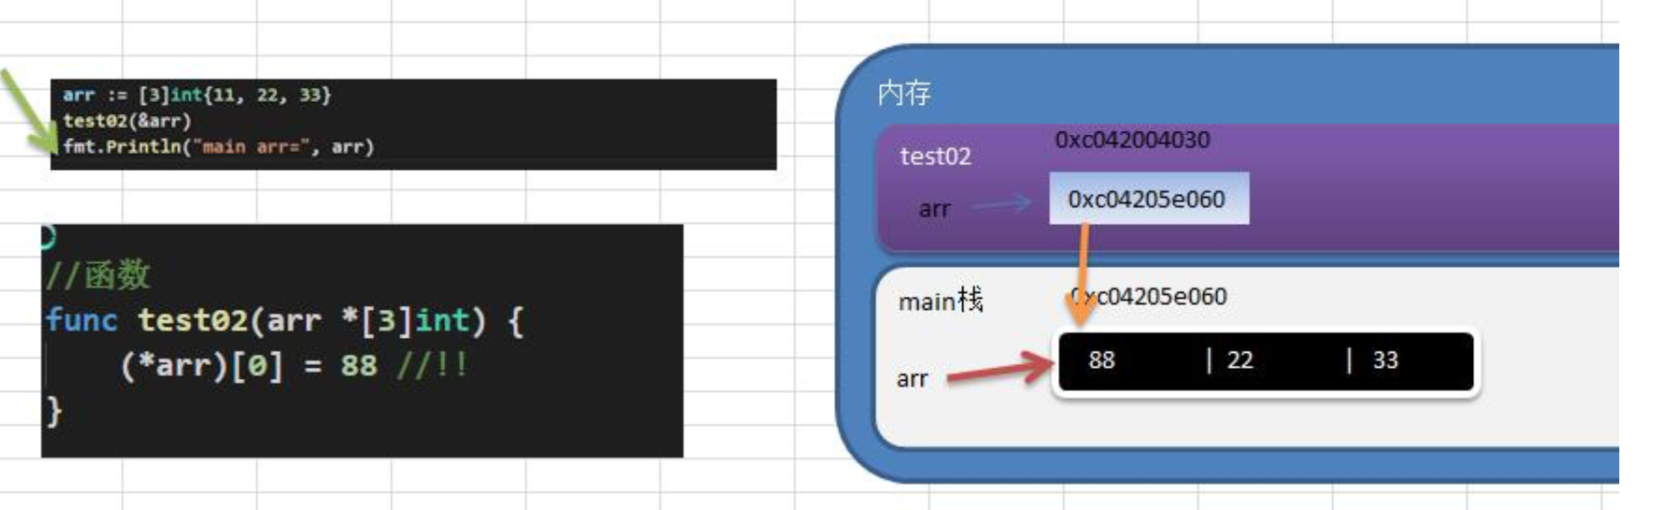 arr := [3]int{11, 22, 33}
test02(&arr)
fmt.Println("main arr=", arr)
//函数
func test02(arr *[3]int) {
(*arr)[0] = 88 //!!
}
内存
test02
0xc042004030
arr
0xc04205e060
main栈
0xc04205e060
arr
88 | 22 | 33